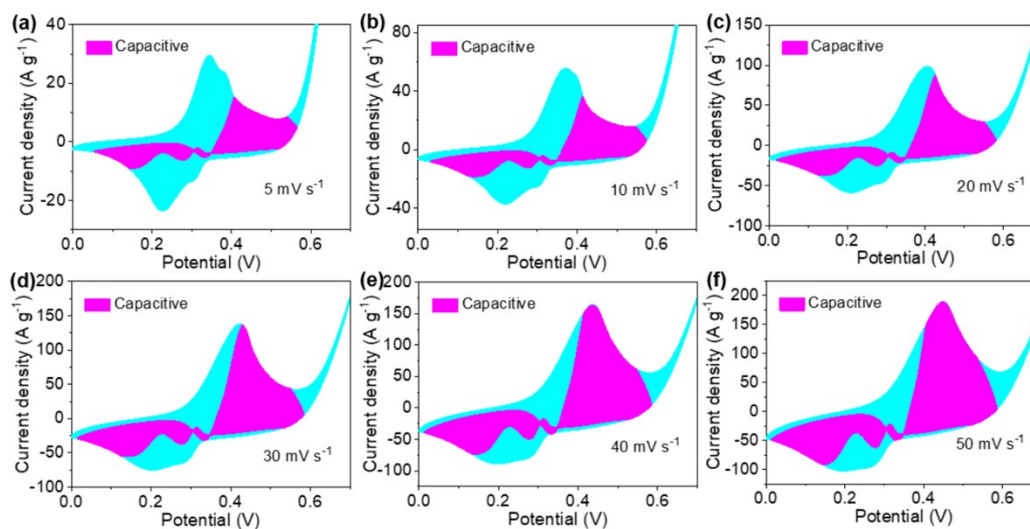 (a)
Capacitive
5 mV s⁻¹
Current density (A g⁻¹)
40
20
0
-20
0.0 0.2 0.4 0.6
Potential (V)
(b)
Capacitive
10 mV s⁻¹
Current density (A g⁻¹)
80
40
0
-40
0.0 0.2 0.4 0.6
Potential (V)
(c)
Capacitive
20 mV s⁻¹
Current density (A g⁻¹)
150
100
50
0
-50
-100
0.0 0.2 0.4 0.6
Potential (V)
(d)
Capacitive
30 mV s⁻¹
Current density (A g⁻¹)
200
150
100
50
0
-50
-100
0.0 0.2 0.4 0.6
Potential (V)
(e)
Capacitive
40 mV s⁻¹
Current density (A g⁻¹)
200
150
100
50
0
-50
-100
0.0 0.2 0.4 0.6
Potential (V)
(f)
Capacitive
50 mV s⁻¹
Current density (A g⁻¹)
200
150
100
50
0
-50
-100
0.0 0.2 0.4 0.6
Potential (V)